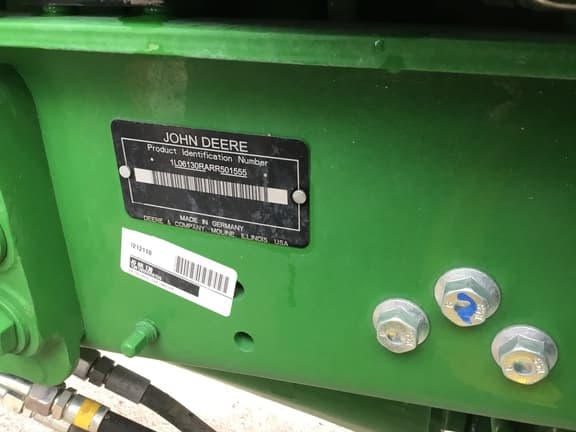 JOHN DEERE
Product Identification Number
1L06130RARR501555
MADE IN GERMANY
DEERE & COMPANY MOLINE, ILLINOIS USA